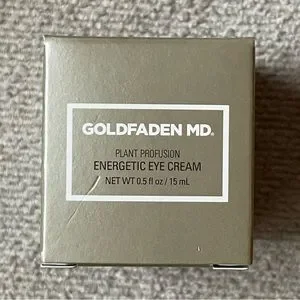 GOLDFADEN MD®
PLANT PROFUSION
ENERGETIC EYE CREAM
NET WT 0.5 fl oz / 15 mL